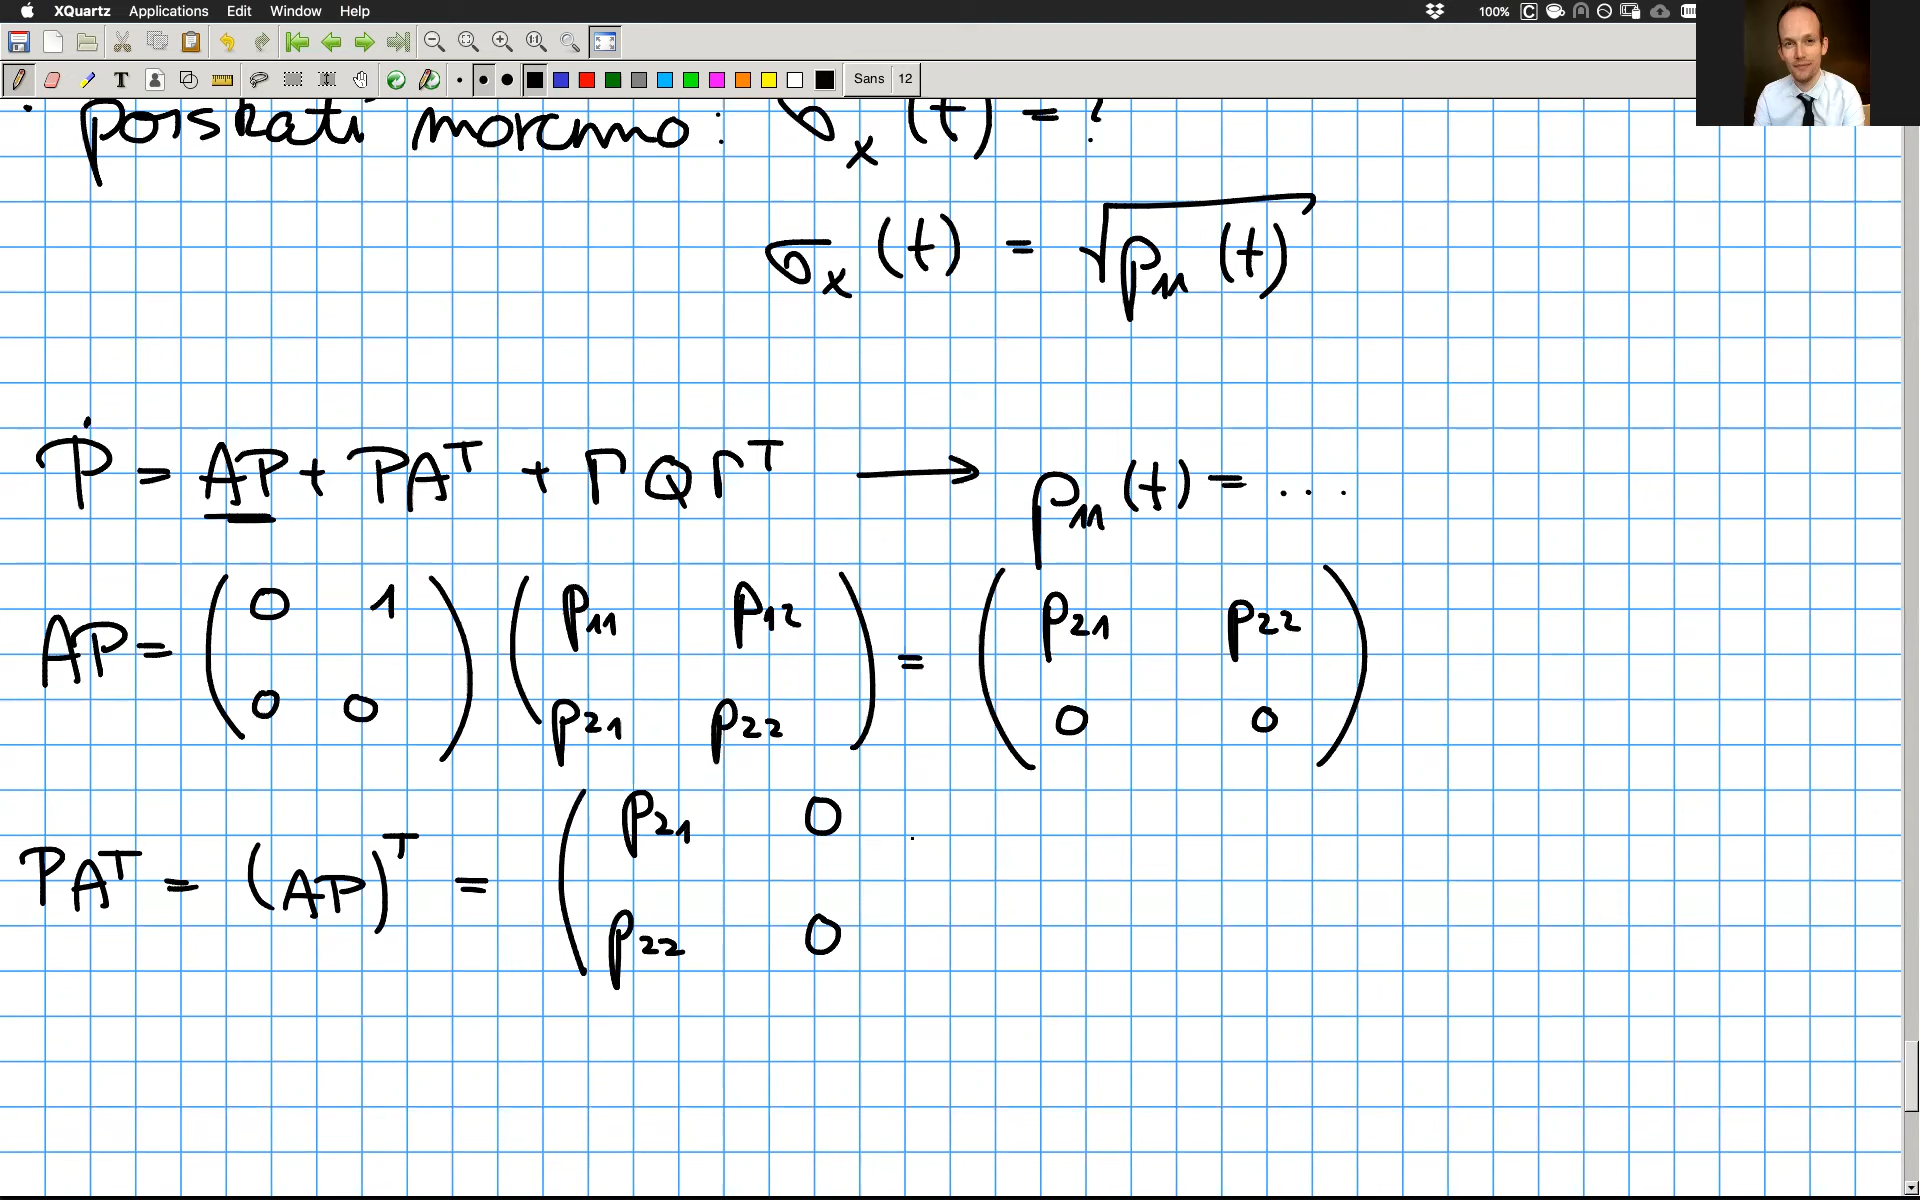 XQuartz Applications Edit Window Help 100%
Sans 12
poiskati moramo: σₓ(t) = ?
σₓ(t) = √p₁₁(t)
Ṗ = AP + PAᵀ + ΓQΓᵀ ⟶ p₁₁(t) = ....
AP = ( 0 1 ; 0 0 ) ( p₁₁ p₁₂ ; p₂₁ p₂₂ ) = ( p₂₁ p₂₂ ; 0 0 )
PAᵀ = (AP)ᵀ = ( p₂₁ 0 ; p₂₂ 0